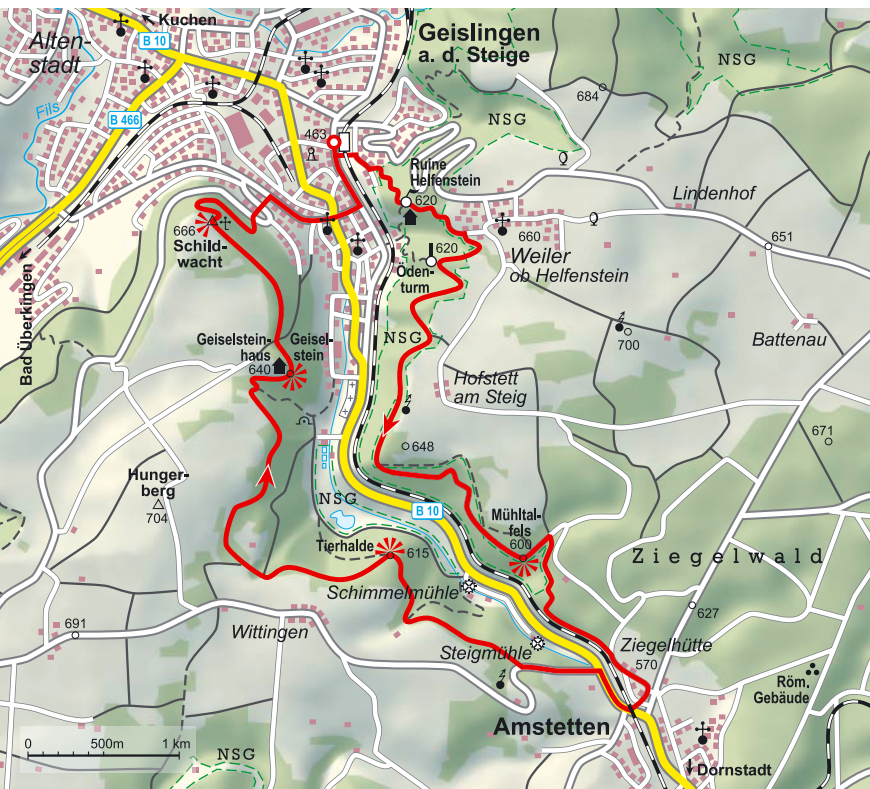 Kuchen
Geislingen
a. d. Steige
Alten-
stadt
B 10
NSG
684
Fils
B 466
NSG
463
Ruine
Helfenstein
620
Lindenhof
666
Schild-
wacht
660
620
Weiler
ob Helfenstein
651
Öden-
turm
Bad Überkingen
NSG
Geiselstein-
haus
640
Geisel-
stein
700
Battenau
Hofstett
am Steig
648
671
Hunger-
berg
704
NSG
B 10
Mühltal-
fels
600
Tierhalde
615
Ziegelwald
Schimmelmühle
627
691
Wittingen
Steigmühle
Ziegelhütte
570
Röm.
Gebäude
Amstetten
0
500m
1 km
NSG
Dornstadt